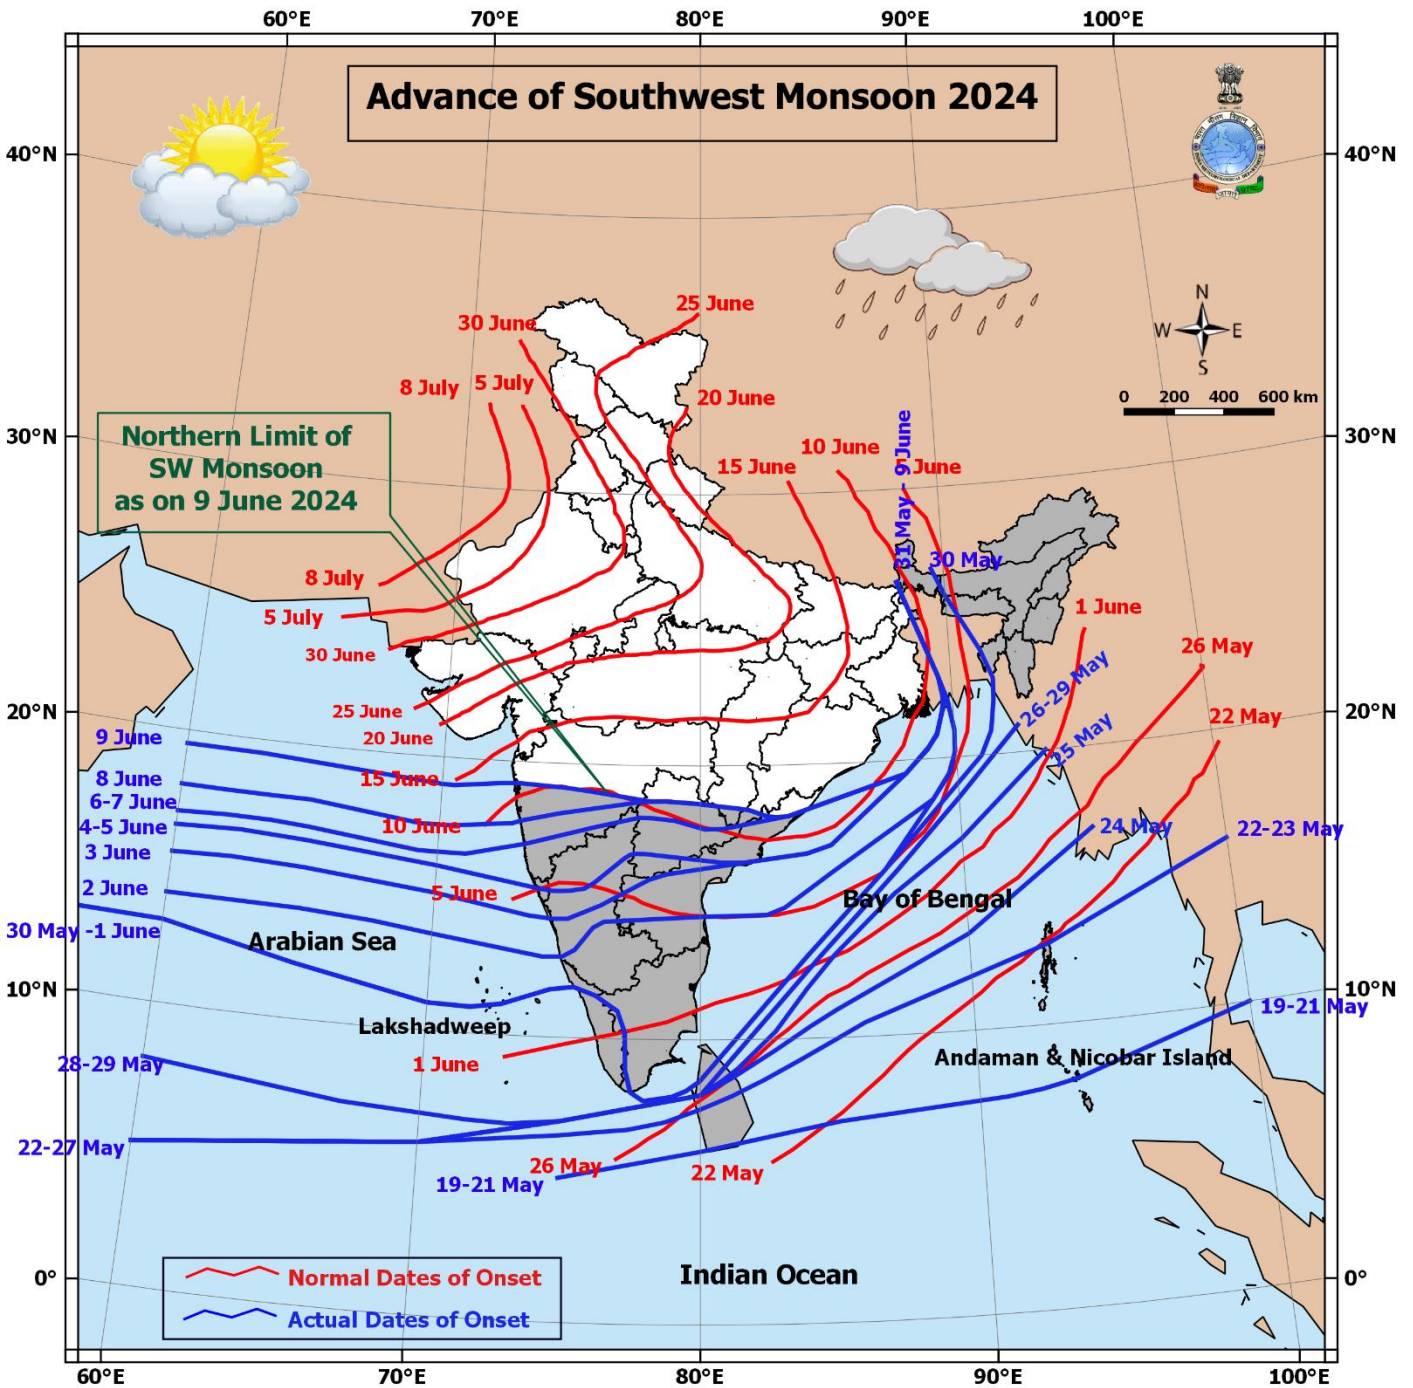 60°E 70°E 80°E 90°E 100°E
Advance of Southwest Monsoon 2024
40°N 40°N
N
W E
S
0 200 400 600 km
25 June
30 June
8 July 5 July
20 June
Northern Limit of
SW Monsoon
as on 9 June 2024
30°N 30°N
10 June
15 June
5 June
31 May - 9 June
30 May
8 July
5 July
1 June
30 June
26 May
26-29 May
25 May
22 May
25 June
20 June
20°N 20°N
9 June
8 June
15 June
6-7 June
4-5 June
10 June
3 June
24 May
22-23 May
2 June
5 June
Bay of Bengal
30 May -1 June
Arabian Sea
10°N 10°N
19-21 May
Lakshadweep
28-29 May
1 June
Andaman & Nicobar Island
22-27 May
26 May
22 May
19-21 May
Indian Ocean
0° 0°
Normal Dates of Onset
Actual Dates of Onset
60°E 70°E 80°E 90°E 100°E